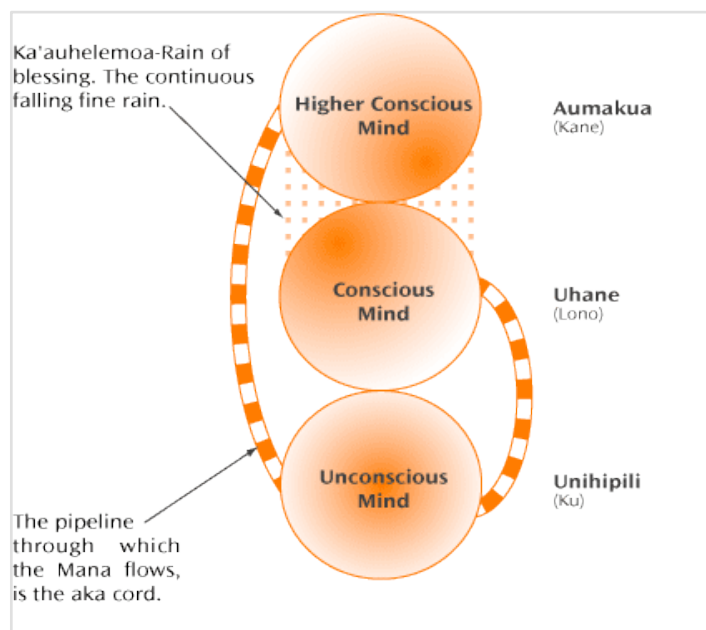 Ka'auhelemoa-Rain of
blessing. The continuous
falling fine rain.
Higher Conscious
Mind
Aumakua
(Kane)
Conscious
Mind
Uhane
(Lono)
Unconscious
Mind
Unihipili
(Ku)
The pipeline
through which
the Mana flows,
is the aka cord.